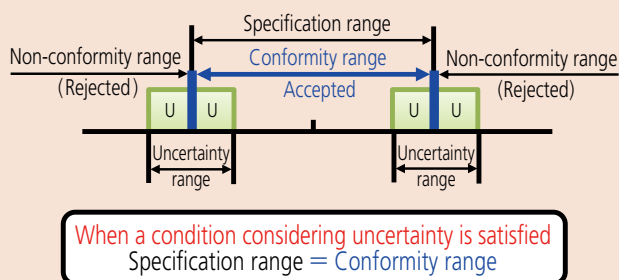 Specification range
Non-conformity range
(Rejected)
Conformity range
Accepted
Non-conformity range
(Rejected)
U U
U U
Uncertainty
range
Uncertainty
range
When a condition considering uncertainty is satisfied
Specification range = Conformity range